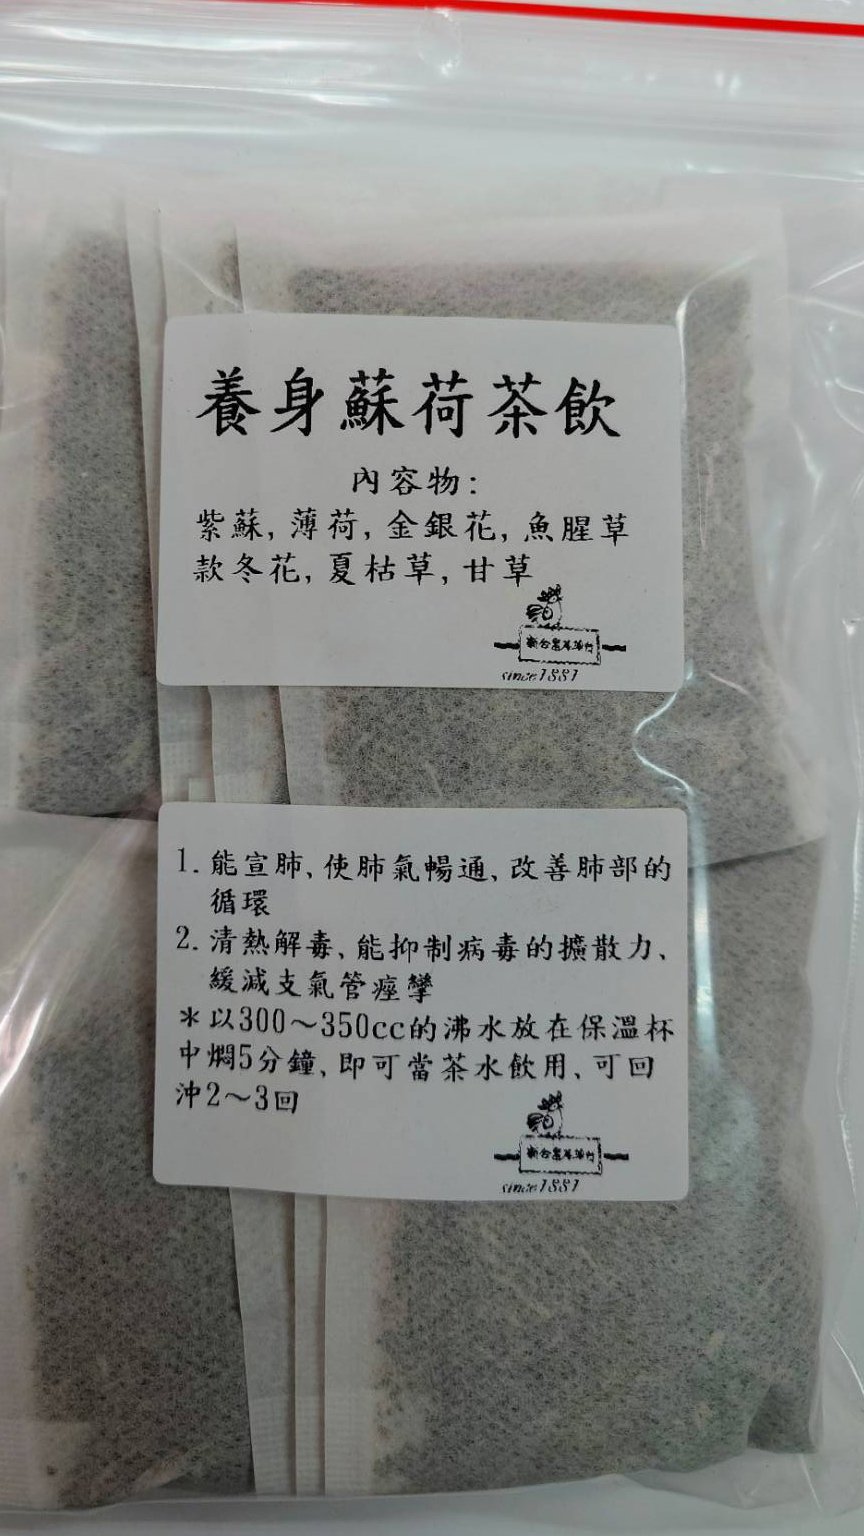 養身蘇荷茶飲
內容物:
紫蘇,薄荷,金銀花,魚腥草
款冬花,夏枯草,甘草
since 1881
1.能宣肺、使肺氣暢通、改善肺部的
循環
2.清熱解毒、能抑制病毒的擴散力、
緩減支氣管痙攣
*以300~350cc的沸水放在保溫杯
中燜5分鐘、即可當茶水飲用、可回
沖2~3回
since 1881